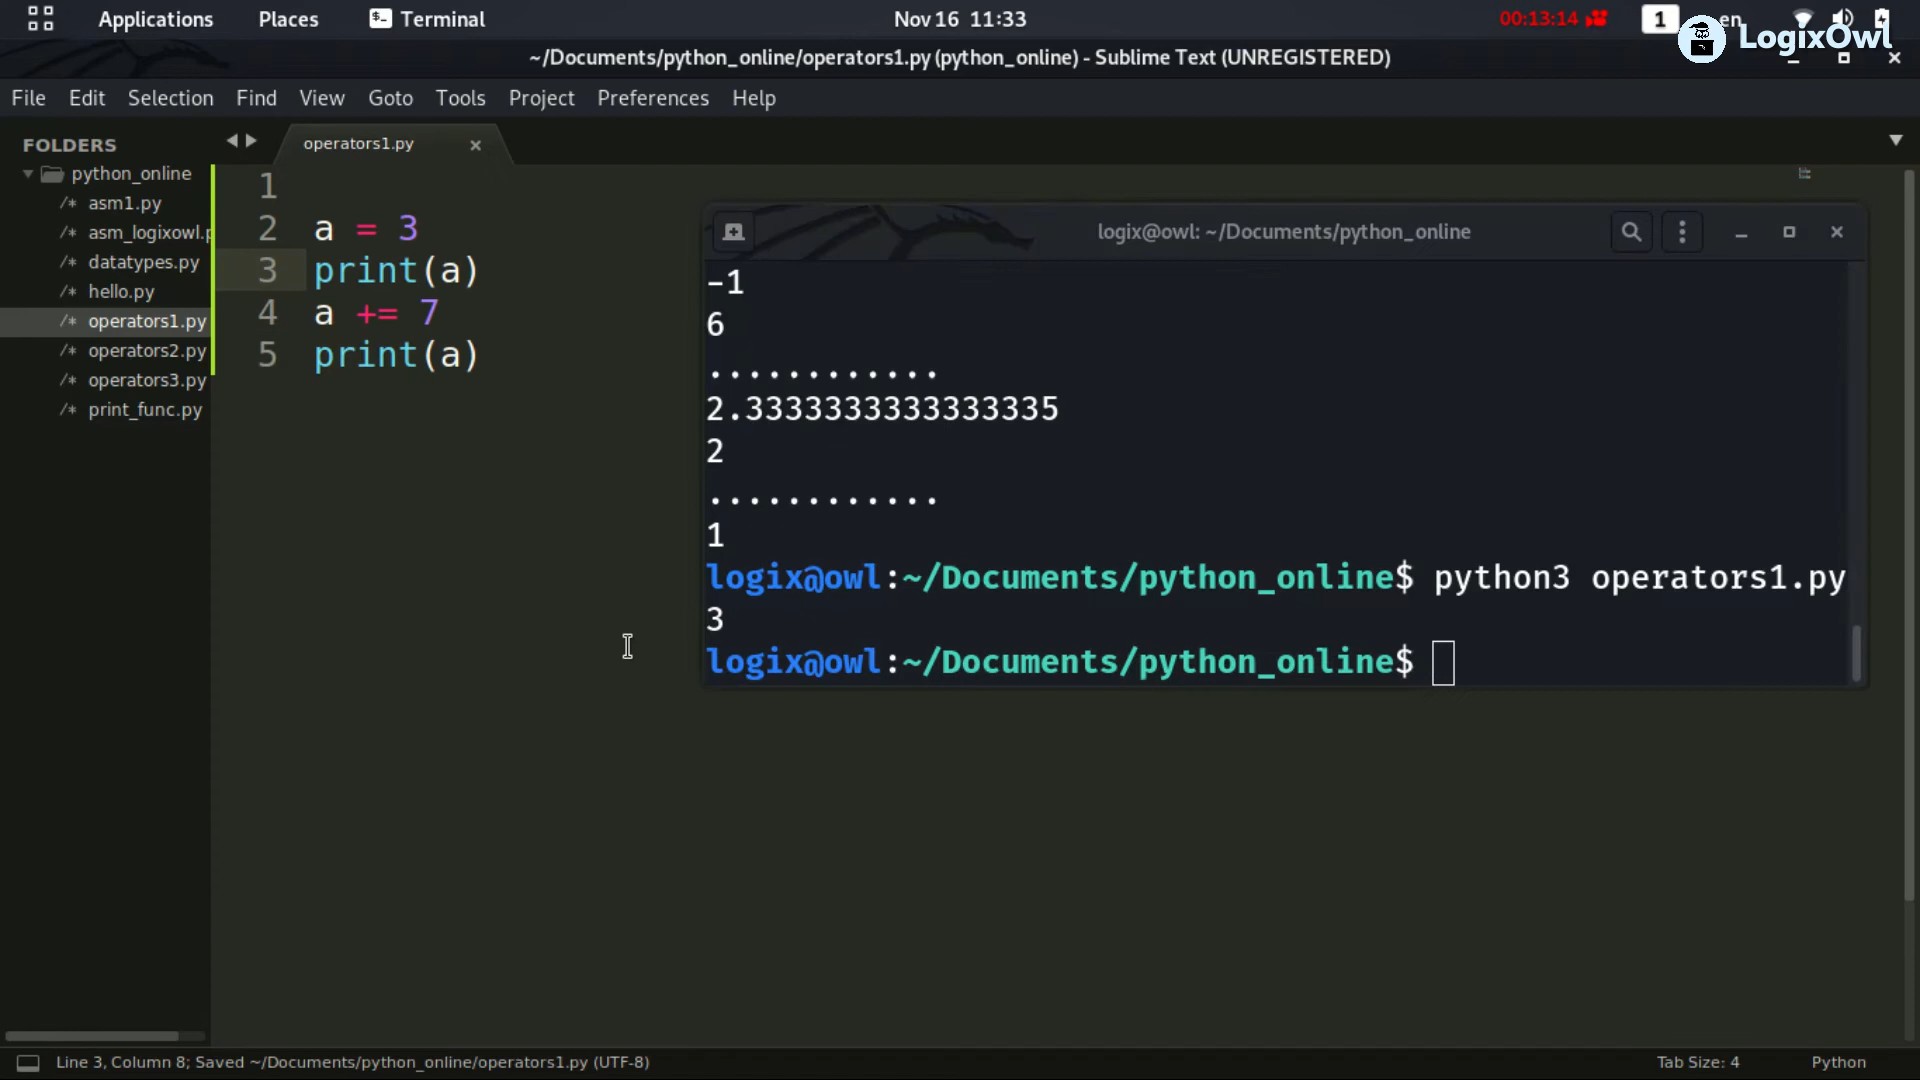 Applications Places Terminal Nov 16 11:33 00:13:14 1 en
LogixOwl
~/Documents/python_online/operators1.py (python_online) - Sublime Text (UNREGISTERED)
File Edit Selection Find View Goto Tools Project Preferences Help
FOLDERS
python_online
/* asm1.py
/* asm_logixowl.p
/* datatypes.py
/* hello.py
/* operators1.py
/* operators2.py
/* operators3.py
/* print_func.py
operators1.py
1
2 a = 3
3 print(a)
4 a += 7
5 print(a)
logix@owl: ~/Documents/python_online
-1
6
............
2.3333333333333335
2
............
1
logix@owl:~/Documents/python_online$ python3 operators1.py
3
logix@owl:~/Documents/python_online$
Line 3, Column 8; Saved ~/Documents/python_online/operators1.py (UTF-8) Tab Size: 4 Python